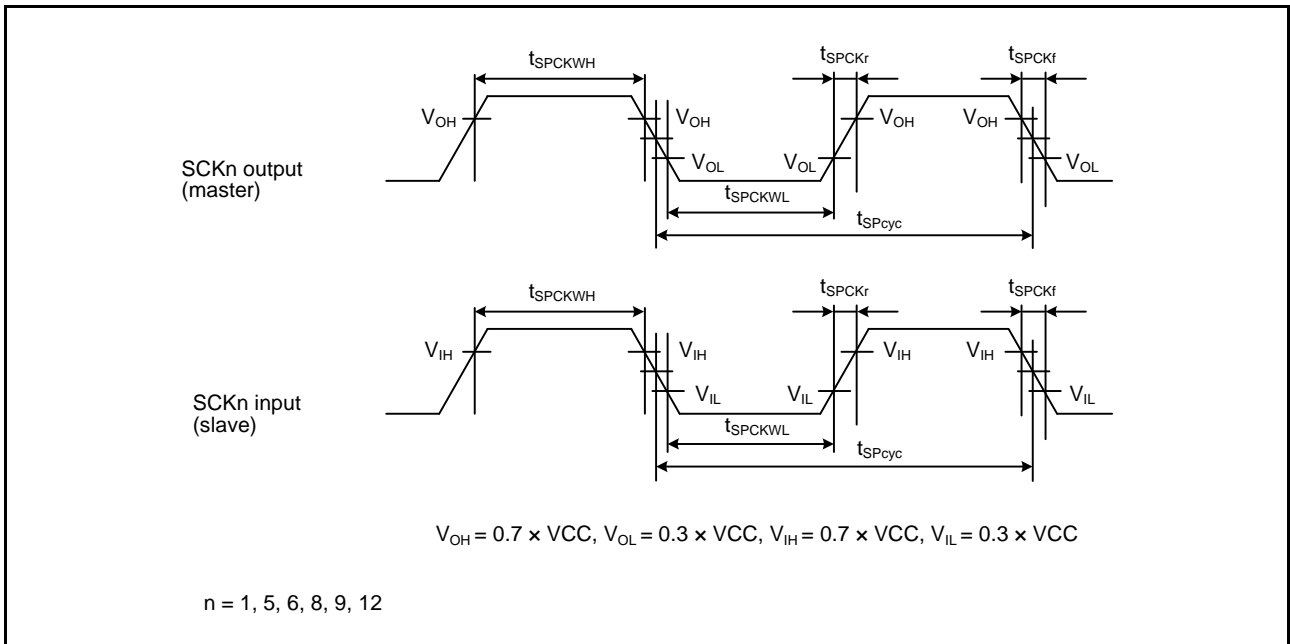 tSPCKWH
tSPCKr
tSPCKf
VOH
VOH
VOH
VOH
SCKn output
(master)
VOL
VOL
VOL
tSPCKWL
tSPcyc
tSPCKWH
tSPCKr
tSPCKf
VIH
VIH
VIH
VIH
SCKn input
(slave)
VIL
VIL
VIL
tSPCKWL
tSPcyc
VOH = 0.7 × VCC, VOL = 0.3 × VCC, VIH = 0.7 × VCC, VIL = 0.3 × VCC
n = 1, 5, 6, 8, 9, 12